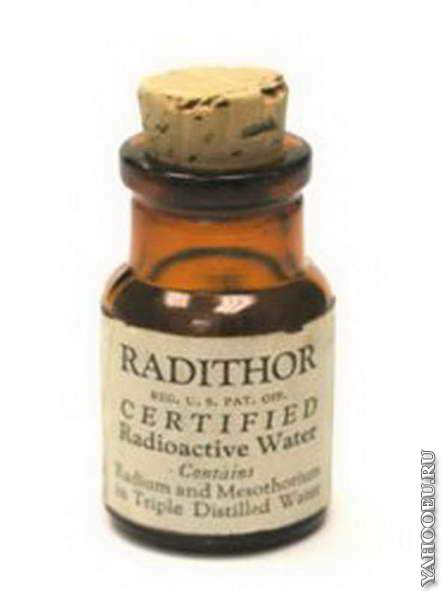 RADITHOR
REG. U. S. PAT. OFF.
CERTIFIED
Radioactive Water
Contains
Radium and Mesothorium
in Triple Distilled Water
YAHOOEU.RU